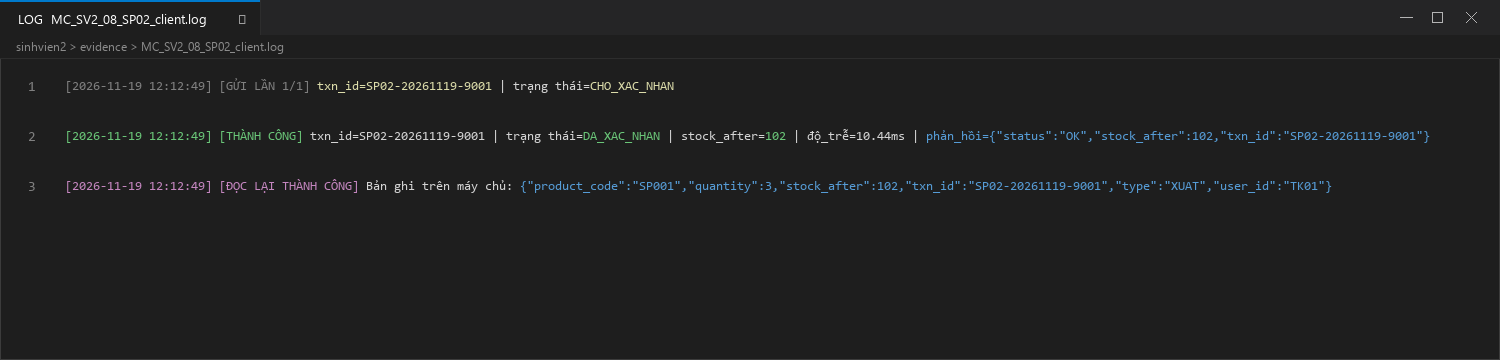 LOG MC_SV2_08_SP02_client.log
sinhvien2 > evidence > MC_SV2_08_SP02_client.log
1 [2026-11-19 12:12:49] [GỬI LẦN 1/1] txn_id=SP02-20261119-9001 | trạng thái=CHO_XAC_NHAN
2 [2026-11-19 12:12:49] [THÀNH CÔNG] txn_id=SP02-20261119-9001 | trạng thái=DA_XAC_NHAN | stock_after=102 | độ_trễ=10.44ms | phản_hồi={"status":"OK","stock_after":102,"txn_id":"SP02-20261119-9001"}
3 [2026-11-19 12:12:49] [ĐỌC LẠI THÀNH CÔNG] Bản ghi trên máy chủ: {"product_code":"SP001","quantity":3,"stock_after":102,"txn_id":"SP02-20261119-9001","type":"XUAT","user_id":"TK01"}